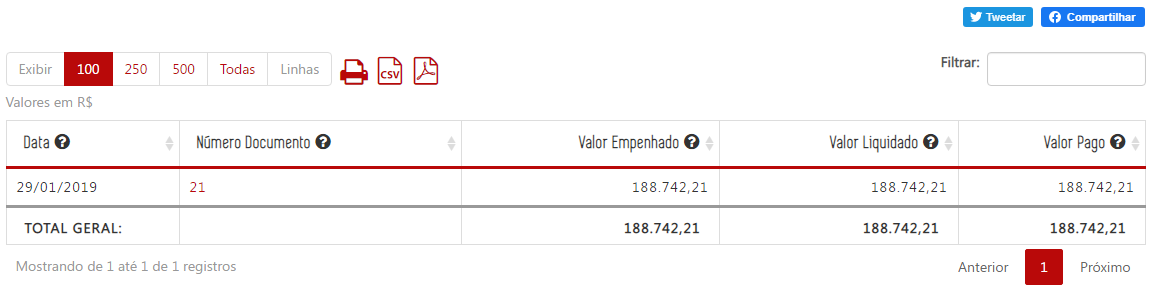 Tweetar Compartilhar
Exibir 100 250 500 Todas Linhas CSV Filtrar:
Valores em R$
Data ? Número Documento ? Valor Empenhado ? Valor Liquidado ? Valor Pago ?
29/01/2019 21 188.742,21 188.742,21 188.742,21
TOTAL GERAL: 188.742,21 188.742,21 188.742,21
Mostrando de 1 até 1 de 1 registros Anterior 1 Próximo